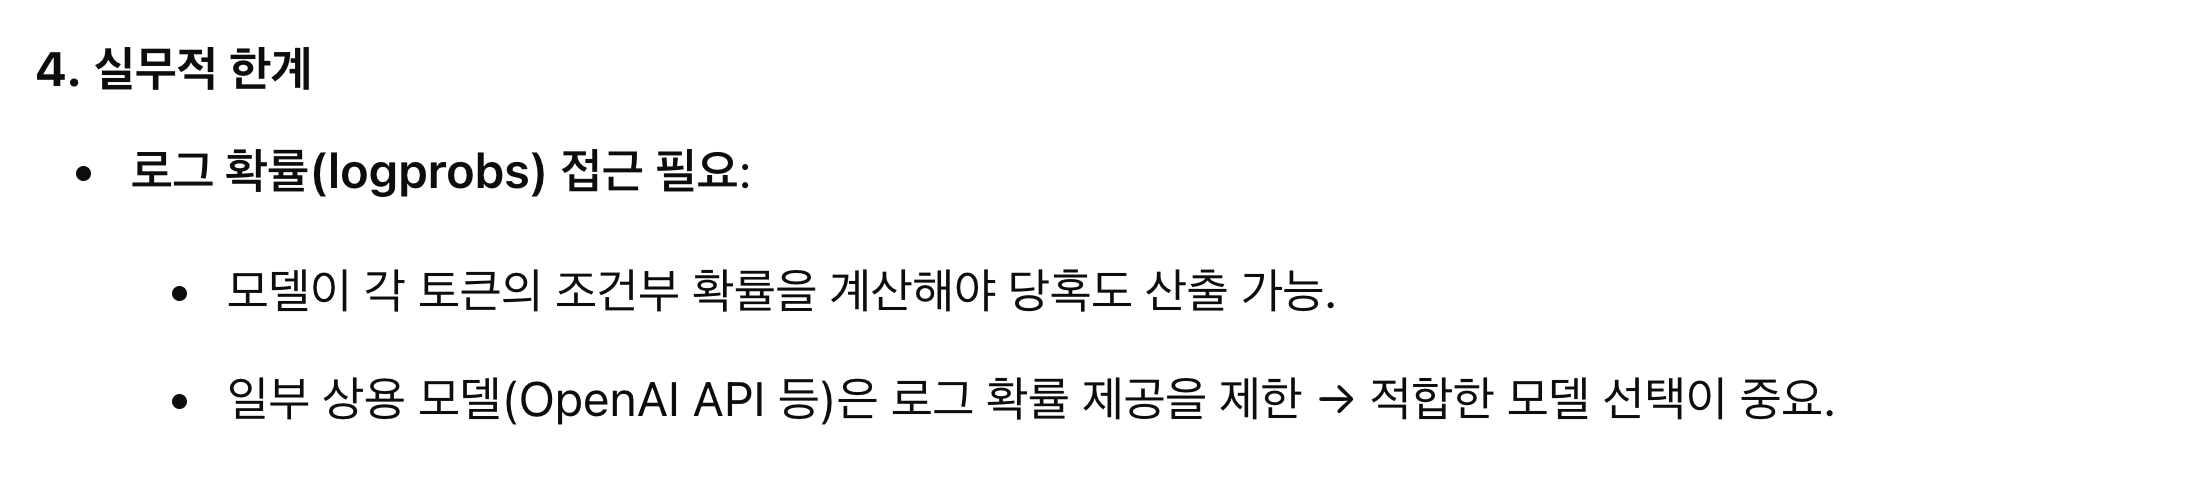 4. 실무적 한계
• 로그 확률(logprobs) 접근 필요:
• 모델이 각 토큰의 조건부 확률을 계산해야 당혹도 산출 가능.
• 일부 상용 모델(OpenAI API 등)은 로그 확률 제공을 제한 → 적합한 모델 선택이 중요.